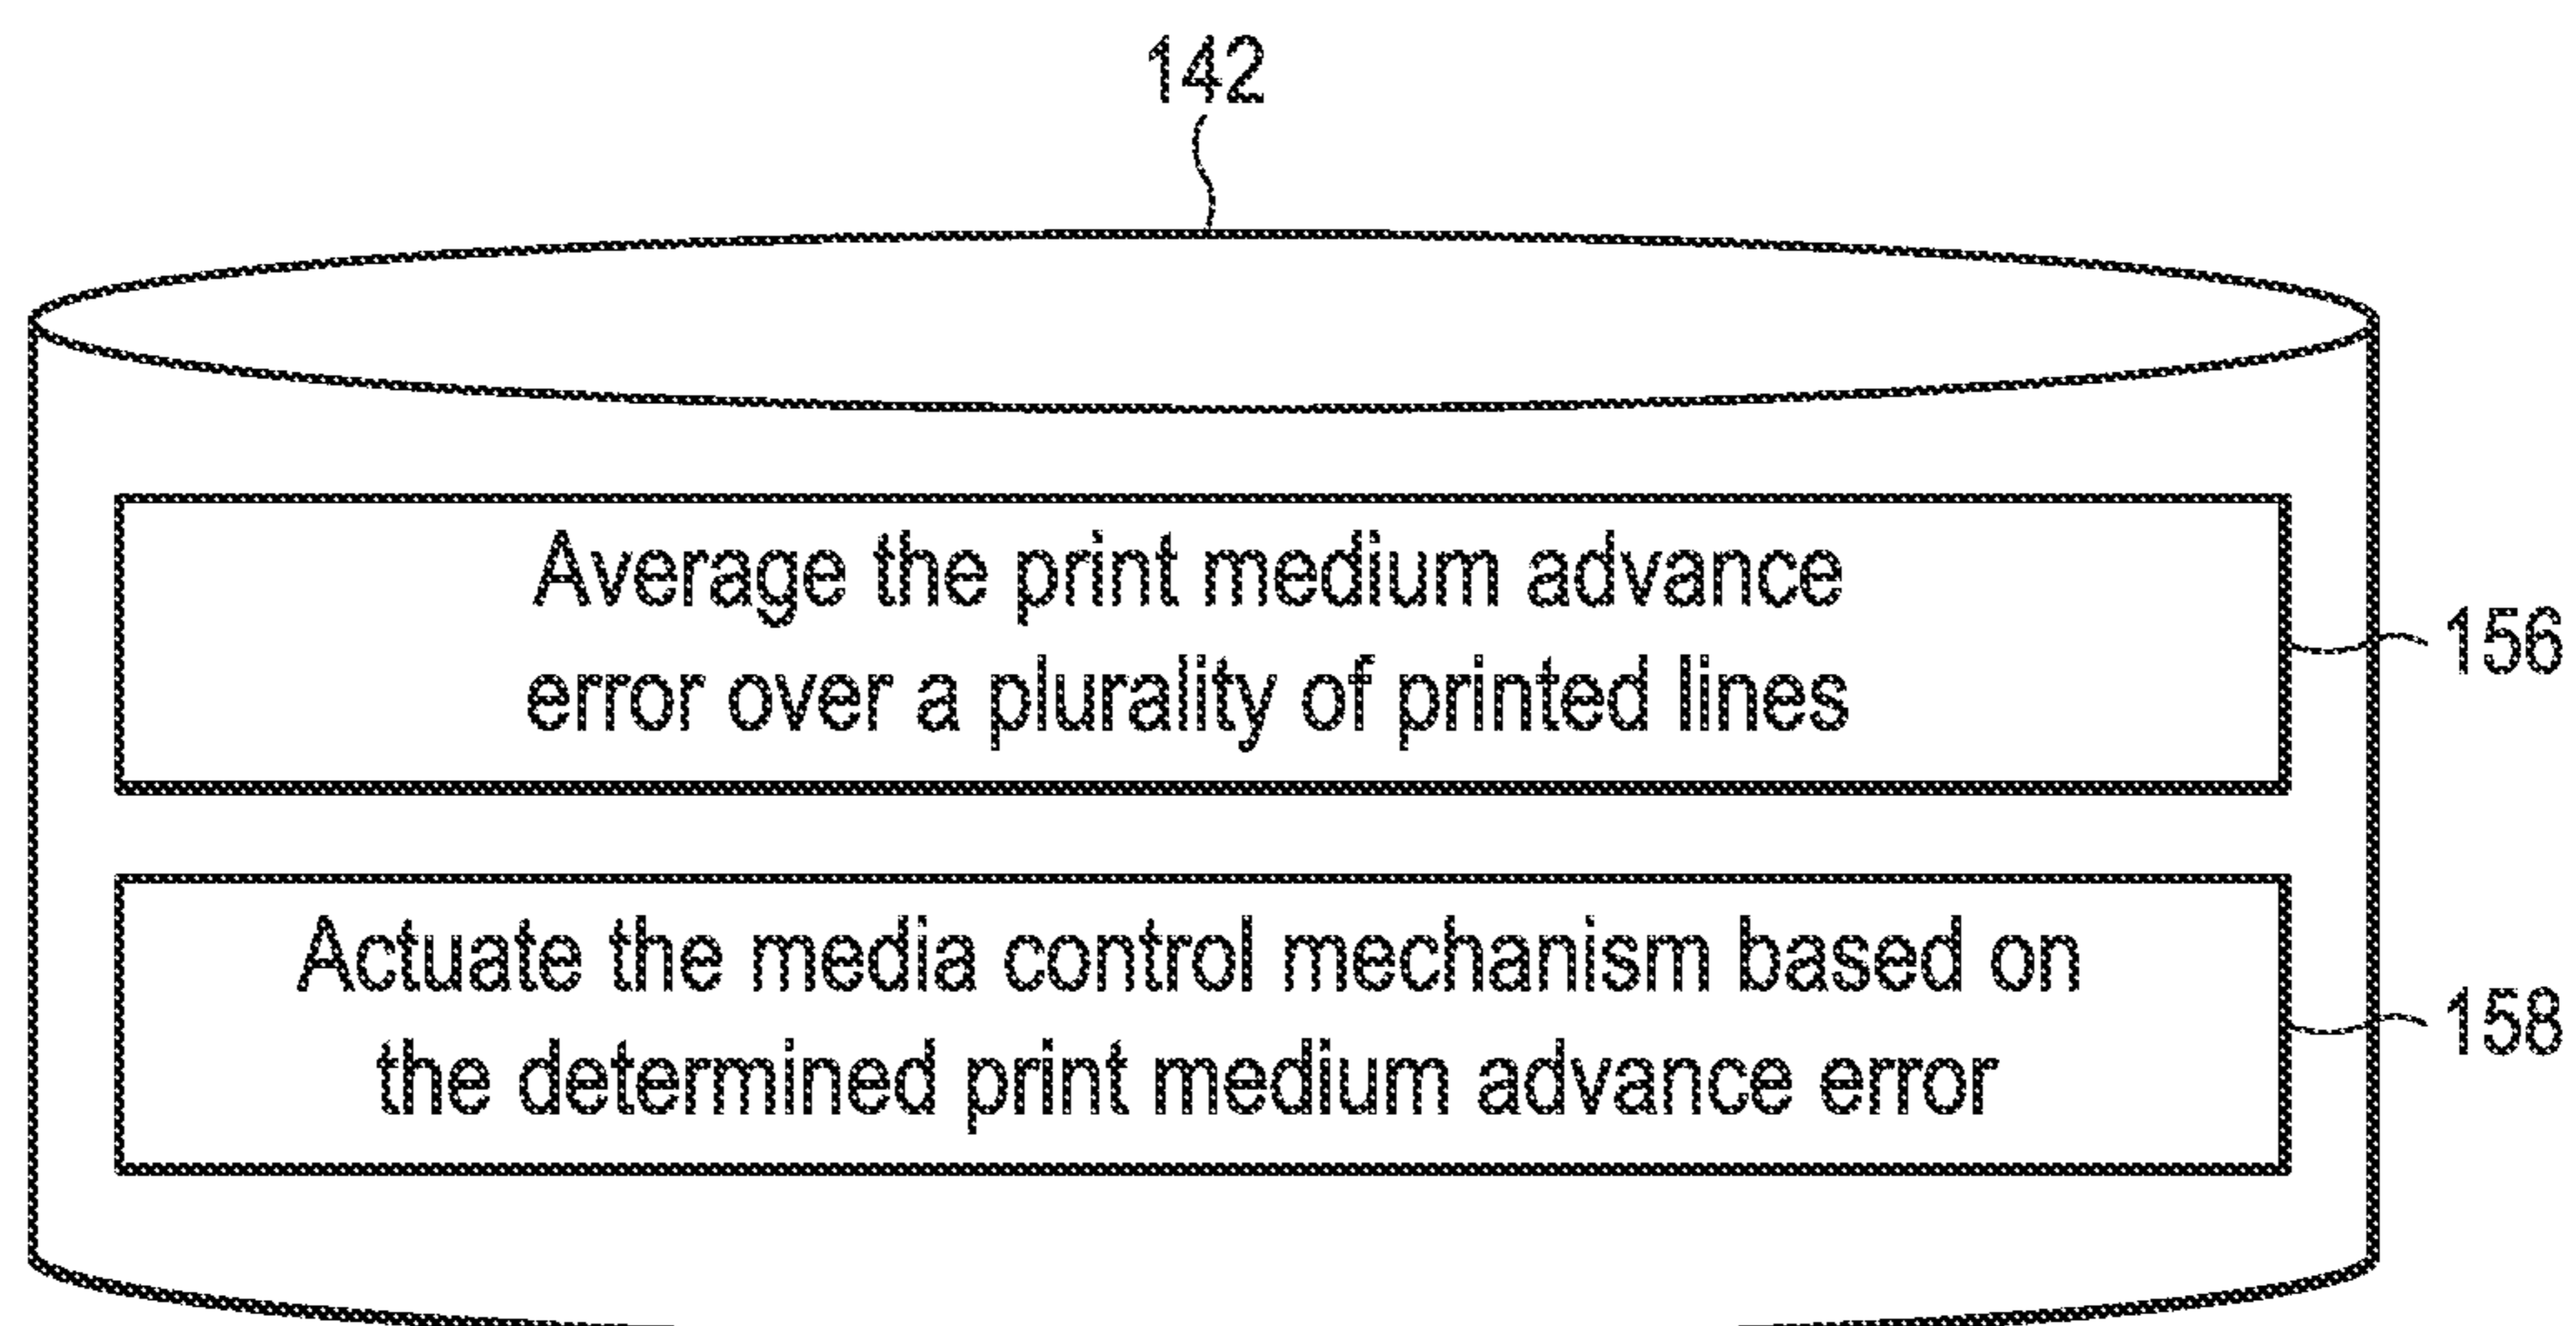 142
Average the print medium advance
error over a plurality of printed lines
156
Actuate the media control mechanism based on
the determined print medium advance error
158